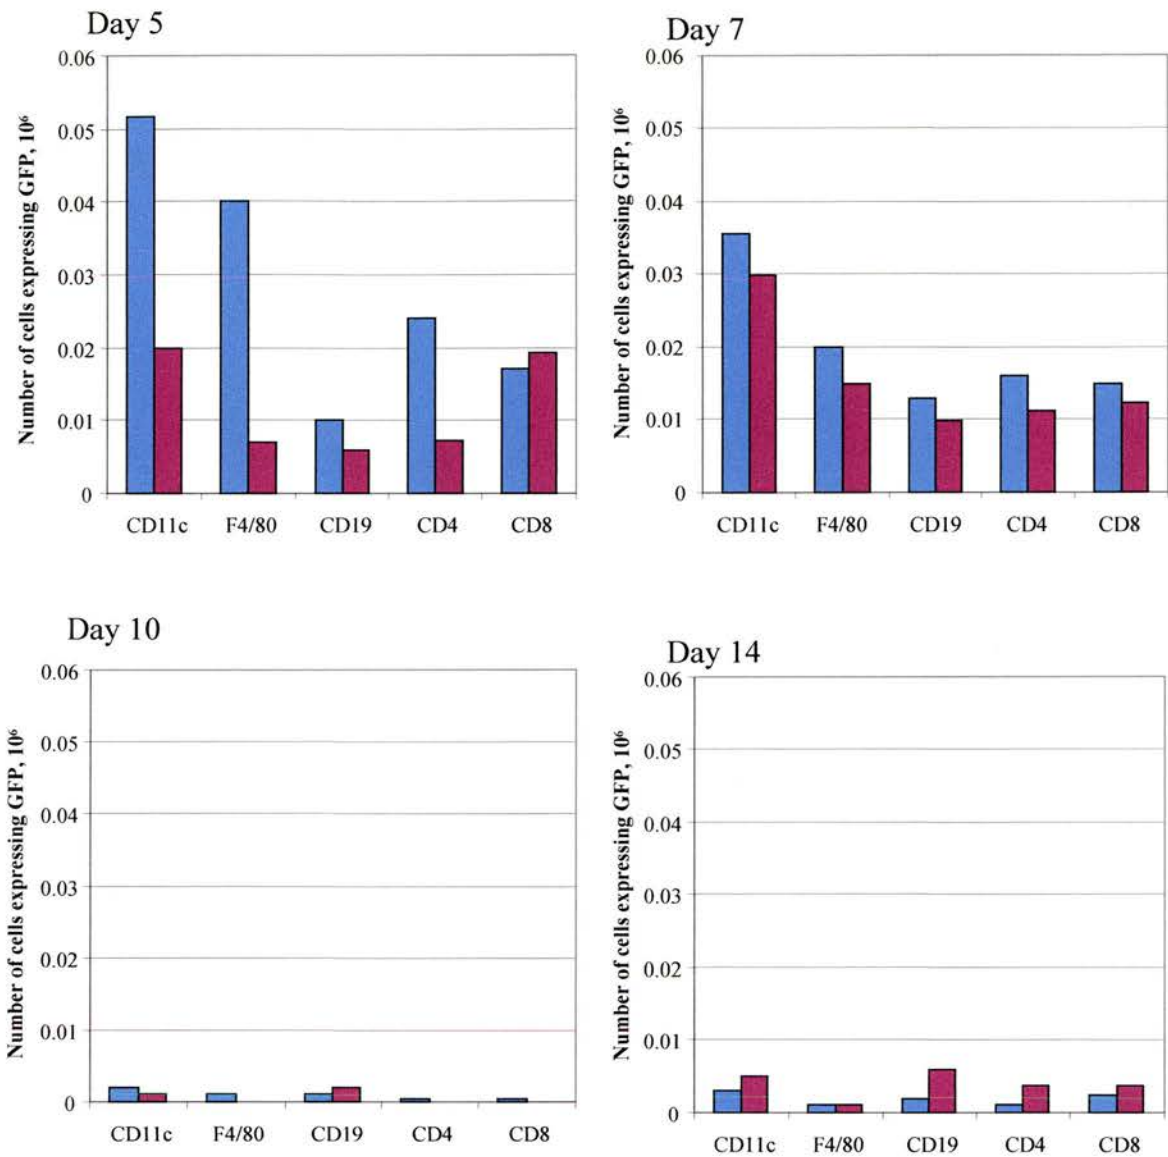 Day 5
Number of cells expressing GFP, 10⁶
0.06
0.05
0.04
0.03
0.02
0.01
0
CD11c F4/80 CD19 CD4 CD8
Day 7
Number of cells expressing GFP, 10⁶
0.06
0.05
0.04
0.03
0.02
0.01
0
CD11c F4/80 CD19 CD4 CD8
Day 10
Number of cells expressing GFP, 10⁶
0.06
0.05
0.04
0.03
0.02
0.01
0
CD11c F4/80 CD19 CD4 CD8
Day 14
Number of cells expressing GFP, 10⁶
0.06
0.05
0.04
0.03
0.02
0.01
0
CD11c F4/80 CD19 CD4 CD8